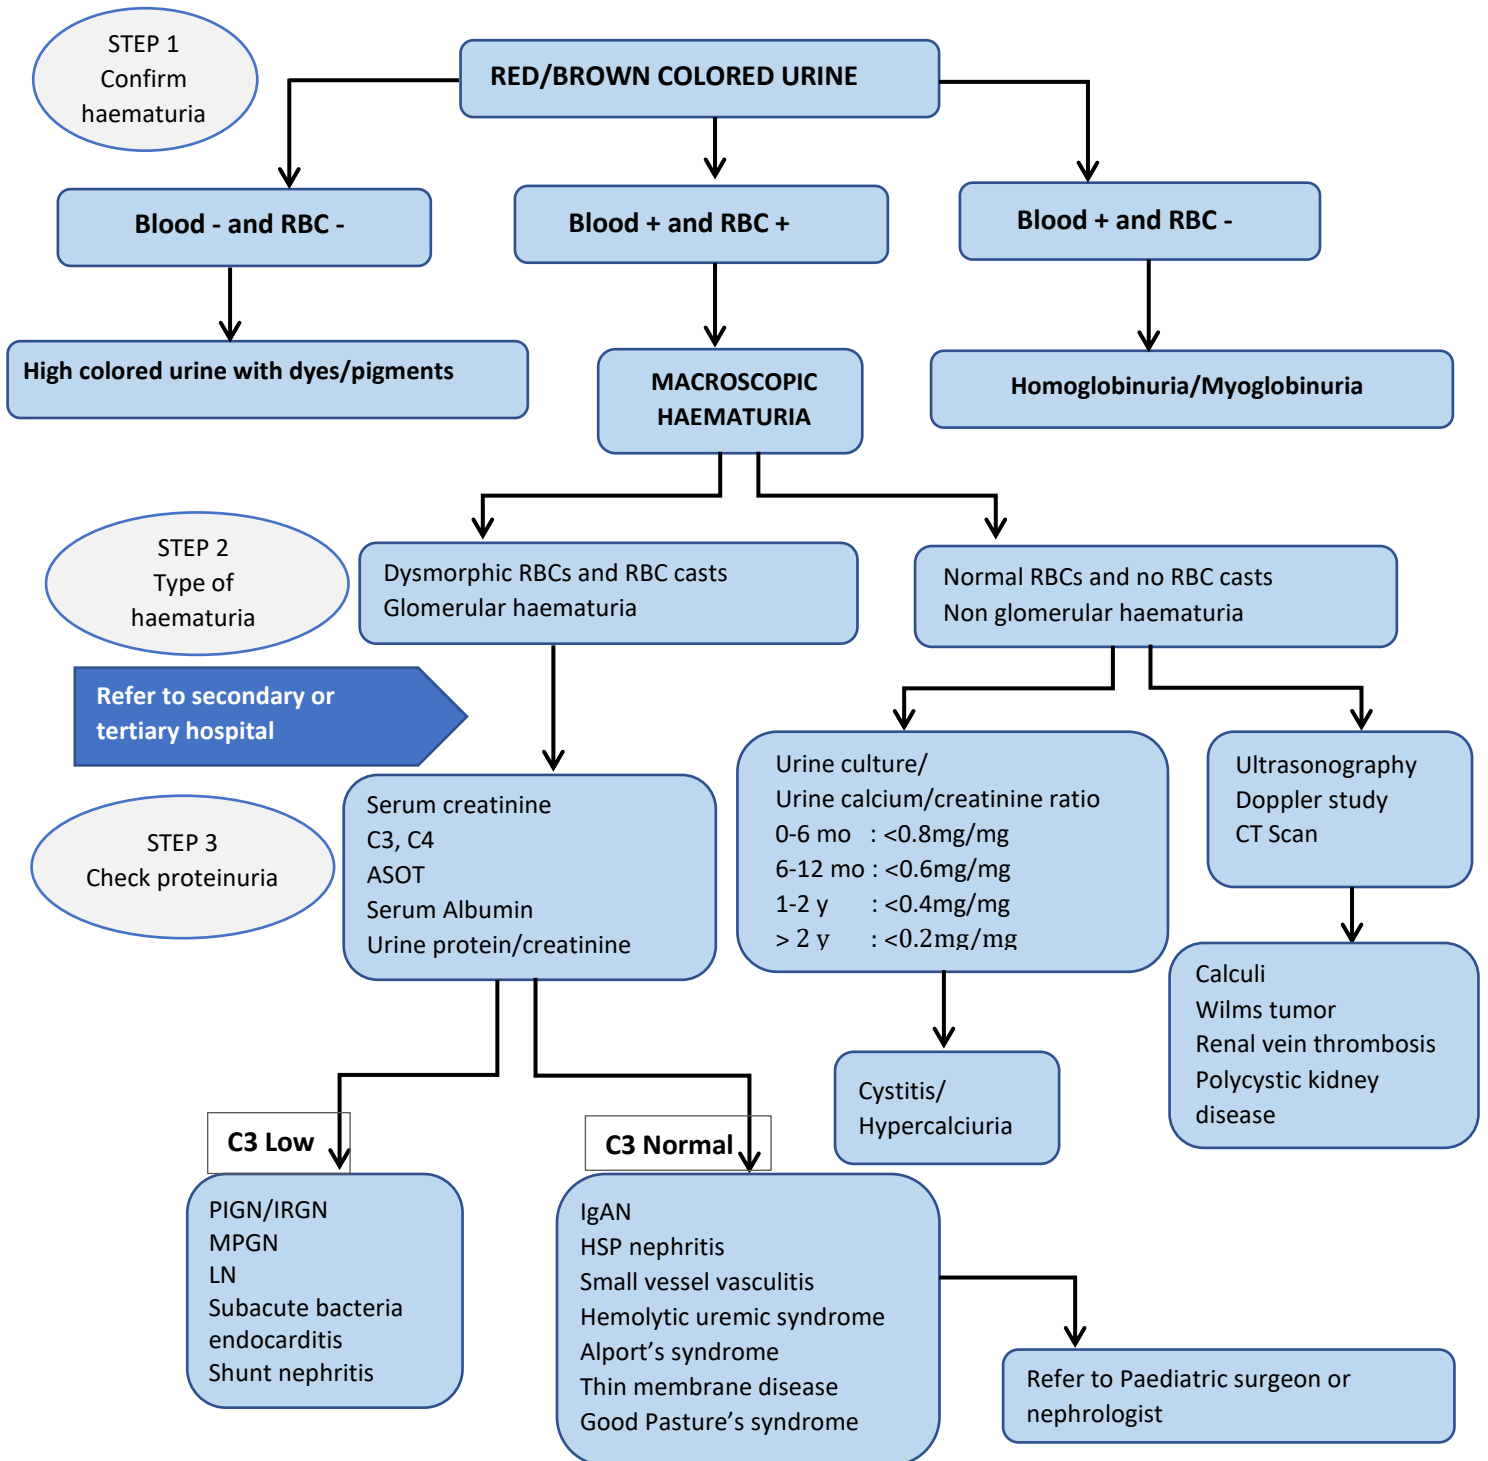 STEP 1
Confirm
haematuria
RED/BROWN COLORED URINE
Blood - and RBC -
Blood + and RBC +
Blood + and RBC -
High colored urine with dyes/pigments
MACROSCOPIC
HAEMATURIA
Homoglobinuria/Myoglobinuria
STEP 2
Type of
haematuria
Dysmorphic RBCs and RBC casts
Glomerular haematuria
Normal RBCs and no RBC casts
Non glomerular haematuria
Refer to secondary or
tertiary hospital
STEP 3
Check proteinuria
Serum creatinine
C3, C4
ASOT
Serum Albumin
Urine protein/creatinine
Urine culture/
Urine calcium/creatinine ratio
0-6 mo : <0.8mg/mg
6-12 mo : <0.6mg/mg
1-2 y : <0.4mg/mg
> 2 y : <0.2mg/mg
Ultrasonography
Doppler study
CT Scan
Calculi
Wilms tumor
Renal vein thrombosis
Polycystic kidney
disease
Cystitis/
Hypercalciuria
C3 Low
C3 Normal
PIGN/IRGN
MPGN
LN
Subacute bacteria
endocarditis
Shunt nephritis
IgAN
HSP nephritis
Small vessel vasculitis
Hemolytic uremic syndrome
Alport’s syndrome
Thin membrane disease
Good Pasture’s syndrome
Refer to Paediatric surgeon or
nephrologist